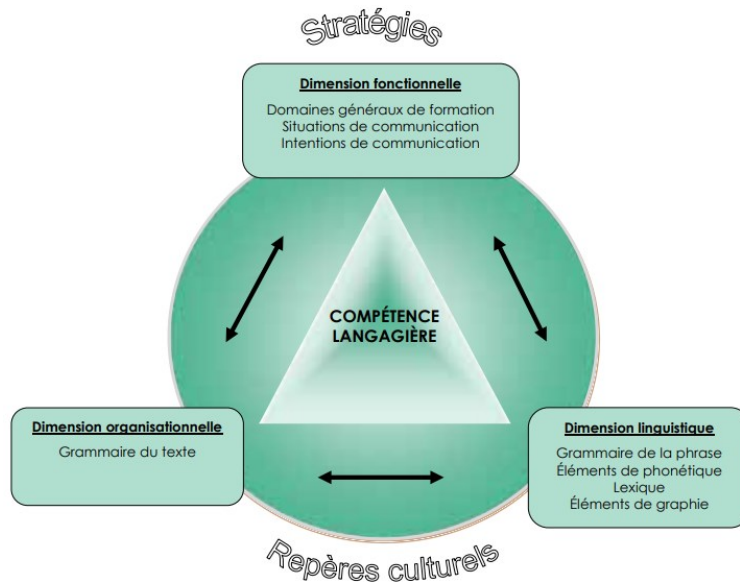 Stratégies
Dimension fonctionnelle
Domaines généraux de formation
Situations de communication
Intentions de communication
COMPÉTENCE
LANGAGIÈRE
Dimension organisationnelle
Grammaire du texte
Dimension linguistique
Grammaire de la phrase
Éléments de phonétique
Lexique
Éléments de graphie
Repères culturels